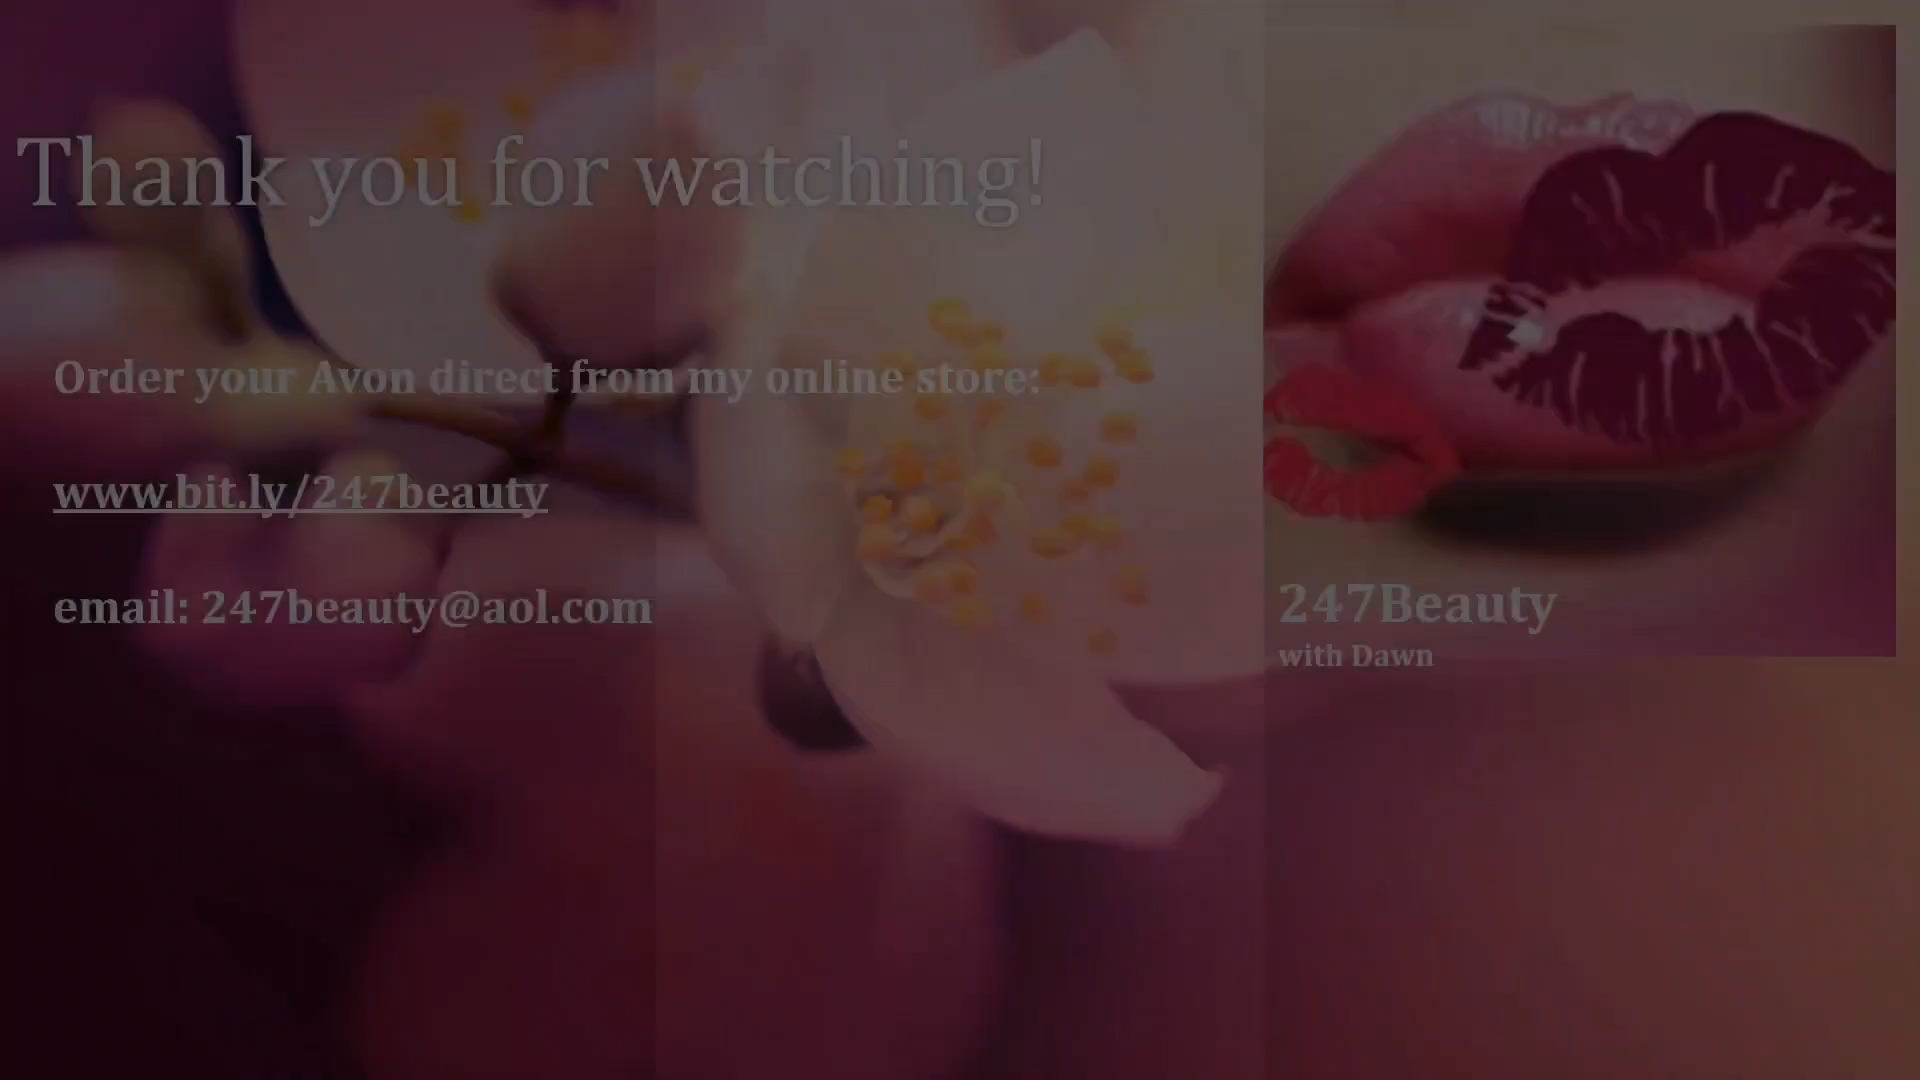 Thank you for watching!
Order your Avon direct from my online store:
www.bit.ly/247beauty
email: 247beauty@aol.com
247Beauty
with Dawn